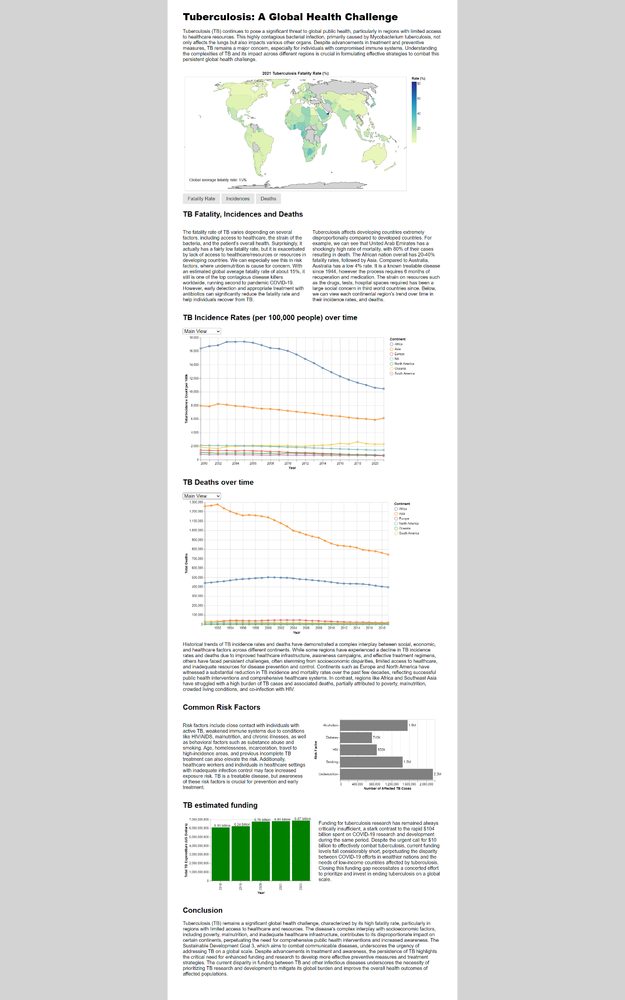 Tuberculosis: A Global Health Challenge
Tuberculosis (TB) continues to pose a significant threat to global public health, particularly in regions with limited access
to healthcare resources. This highly contagious bacterial infection, primarily caused by Mycobacterium tuberculosis, not
only affects the lungs but also impacts various other organs. Despite advancements in treatment and preventive
measures, TB remains a major concern, especially for individuals with compromised immune systems. Understanding
the complexities of TB and its impact across different regions is crucial in formulating effective strategies to combat this
persistent global health challenge.
2021 Tuberculosis Fatality Rate (%)
Rate (%)
80
60
40
20
Global average fatality rate: 15%
Fatality Rate
Incidences
Deaths
TB Fatality, Incidences and Deaths
The fatality rate of TB varies depending on several
factors, including access to healthcare, the strain of the
bacteria, and the patient's overall health. Surprisingly, it
actually has a fairly low fatality rate, but it is exacerbated
by lack of access to healthcare/resources or resources in
developing countries. We can especially see this in risk
factors, where undernutrition is cause for concern. With
an estimated global average fatality rate of about 15%, it
still is one of the top contagious disease killers
worldwide, running second to pandemic COVID-19.
However, early detection and appropriate treatment with
antibiotics can significantly reduce the fatality rate and
help individuals recover from TB.
Tuberculosis affects developing countries extremely
disproportionally compared to developed countries. For
example, we can see that United Arab Emirates has a
shockingly high rate of mortality, with 80% of their cases
resulting in death. The African nation overall has 20-40%
fatality rates, followed by Asia. Compared to Australia,
Australia has a low 4% rate. It is a known treatable disease
since 1944, however the process requires 6 months of
recuperation and medication. The strain on resources such
as the drugs, tests, hospital spaces required has been a
large social concern in third world countries since. Below,
we can view each continental region's trend over time in
their incidence rates, and deaths.
TB Incidence Rates (per 100,000 people) over time
Main View
18,000
16,000
14,000
12,000
10,000
8,000
6,000
4,000
2,000
0
Total Incidence Count per 100k
2000 2002 2004 2006 2008 2010 2012 2014 2016 2018 2020
Year
Continent
Africa
Asia
Europe
NA
North America
Oceania
South America
TB Deaths over time
Main View
1,300,000
1,200,000
1,100,000
1,000,000
900,000
800,000
700,000
600,000
500,000
400,000
300,000
200,000
100,000
0
Total Deaths
1992 1994 1996 1998 2000 2002 2004 2006 2008 2010 2012 2014 2016 2018
Year
Continent
Africa
Asia
Europe
North America
Oceania
South America
Historical trends of TB incidence rates and deaths have demonstrated a complex interplay between social, economic,
and healthcare factors across different continents. While some regions have experienced a decline in TB incidence
rates and deaths due to improved healthcare infrastructure, awareness campaigns, and effective treatment regimens,
others have faced persistent challenges, often stemming from socioeconomic disparities, limited access to healthcare,
and inadequate resources for disease prevention and control. Continents such as Europe and North America have
witnessed a substantial reduction in TB incidence and mortality rates over the past few decades, reflecting successful
public health interventions and comprehensive healthcare systems. In contrast, regions like Africa and Southeast Asia
have struggled with a high burden of TB cases and associated deaths, partially attributed to poverty, malnutrition,
crowded living conditions, and co-infection with HIV.
Common Risk Factors
Risk factors include close contact with individuals with
active TB, weakened immune systems due to conditions
like HIV/AIDS, malnutrition, and chronic illnesses, as well
as behavioral factors such as substance abuse and
smoking. Age, homelessness, incarceration, travel to
high-incidence areas, and previous incomplete TB
treatment can also elevate the risk. Additionally,
healthcare workers and individuals in healthcare settings
with inadequate infection control may face increased
exposure risk. TB is a treatable disease, but awareness
of these risk factors is crucial for prevention and early
treatment.
Risk Factor
Alcoholism 1.6M
Diabetes 740k
HIV 850k
Smoking 1.5M
Undernutrition 2.2M
0 400,000 800,000 1,200,000 1,600,000 2,000,000
Number of Affected TB Cases
TB estimated funding
7,000,000,000
6,000,000,000
5,000,000,000
4,000,000,000
3,000,000,000
2,000,000,000
1,000,000,000
0
Total TB Expenditure (US Dollars)
6.10 billion 6.24 billion 6.76 billion 6.81 billion 6.87 billion
2018 2019 2020 2021 2022
Year
Funding for tuberculosis research has remained always
critically insufficient, a stark contrast to the rapid $104
billion spent on COVID-19 research and development
during the same period. Despite the urgent call for $10
billion to effectively combat tuberculosis, current funding
levels fall considerably short, perpetuating the disparity
between COVID-19 efforts in wealthier nations and the
needs of low-income countries affected by tuberculosis.
Closing this funding gap necessitates a concerted effort
to prioritize and invest in ending tuberculosis on a global
scale.
Conclusion
Tuberculosis (TB) remains a significant global health challenge, characterized by its high fatality rate, particularly in
regions with limited access to healthcare and resources. The disease's complex interplay with socioeconomic factors,
including poverty, malnutrition, and inadequate healthcare infrastructure, contributes to its disproportionate impact on
certain continents, perpetuating the need for comprehensive public health interventions and increased awareness. The
Sustainable Development Goal 3, which aims to combat communicable diseases, underscores the urgency of
addressing TB on a global scale. Despite advancements in treatment and awareness, the persistence of TB highlights
the critical need for enhanced funding and research to develop more effective preventive measures and treatment
strategies. The current disparity in funding between TB and other infectious diseases underscores the necessity of
prioritizing TB research and development to mitigate its global burden and improve the overall health outcomes of
affected populations.